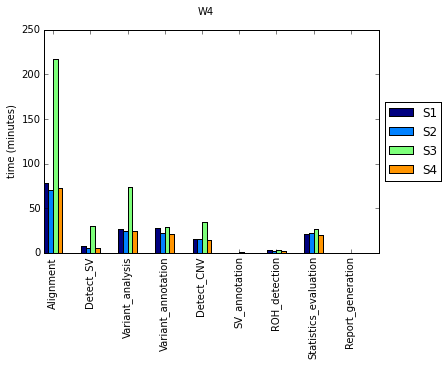 W4
250
200
150
100
50
0
time (minutes)
Alignment
Detect_SV
Variant_analysis
Variant_annotation
Detect_CNV
SV_annotation
ROH_detection
Statistics_evaluation
Report_generation
S1
S2
S3
S4